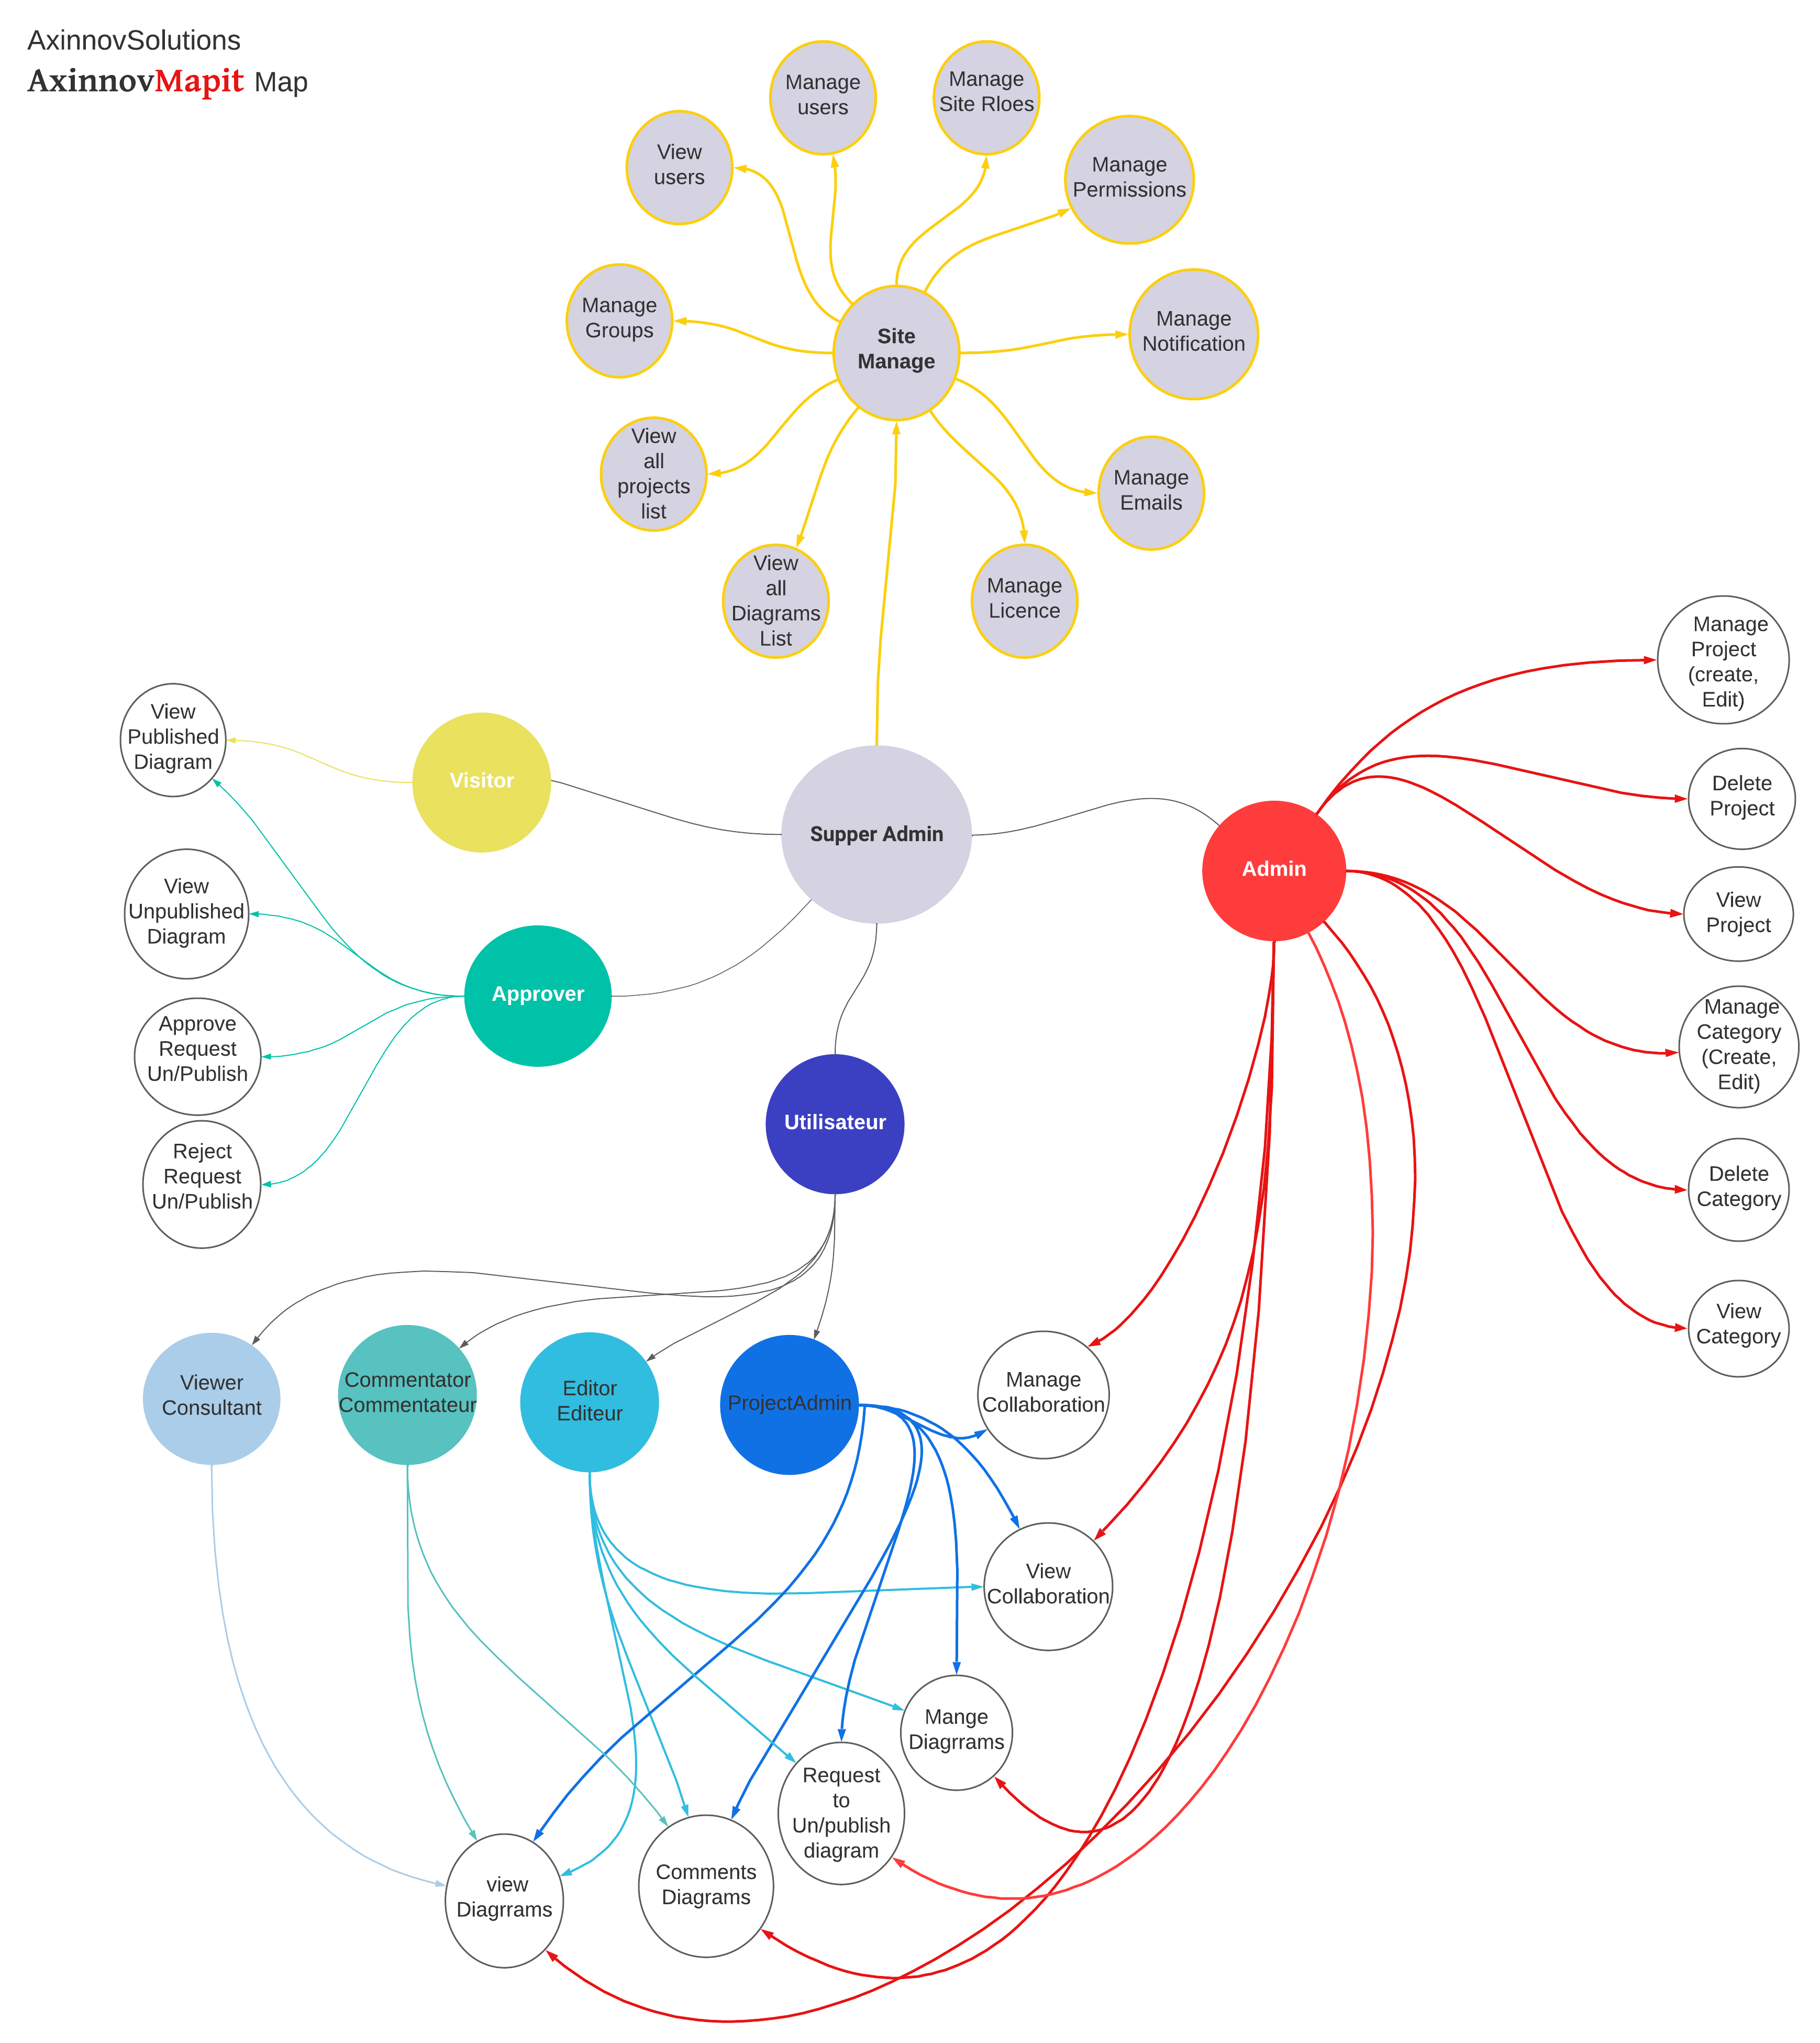 AxinnovSolutions
AxinnovMapit Map
Manage
users
Manage
Site Rloes
View
users
Manage
Permissions
Manage
Groups
Site
Manage
Manage
Notification
View
all
projects
list
Manage
Emails
View
all
Diagrams
List
Manage
Licence
Manage
Project
(create,
Edit)
View
Published
Diagram
Visitor
Supper Admin
Delete
Project
Admin
View
Project
View
Unpublished
Diagram
Approver
Approve
Request
Un/Publish
Manage
Category
(Create,
Edit)
Utilisateur
Reject
Request
Un/Publish
Delete
Category
View
Category
Viewer
Consultant
Commentator
Commentateur
Editor
Editeur
ProjectAdmin
Manage
Collaboration
View
Collaboration
Mange
Diagrrams
Request
to
Un/publish
diagram
Comments
Diagrams
view
Diagrrams